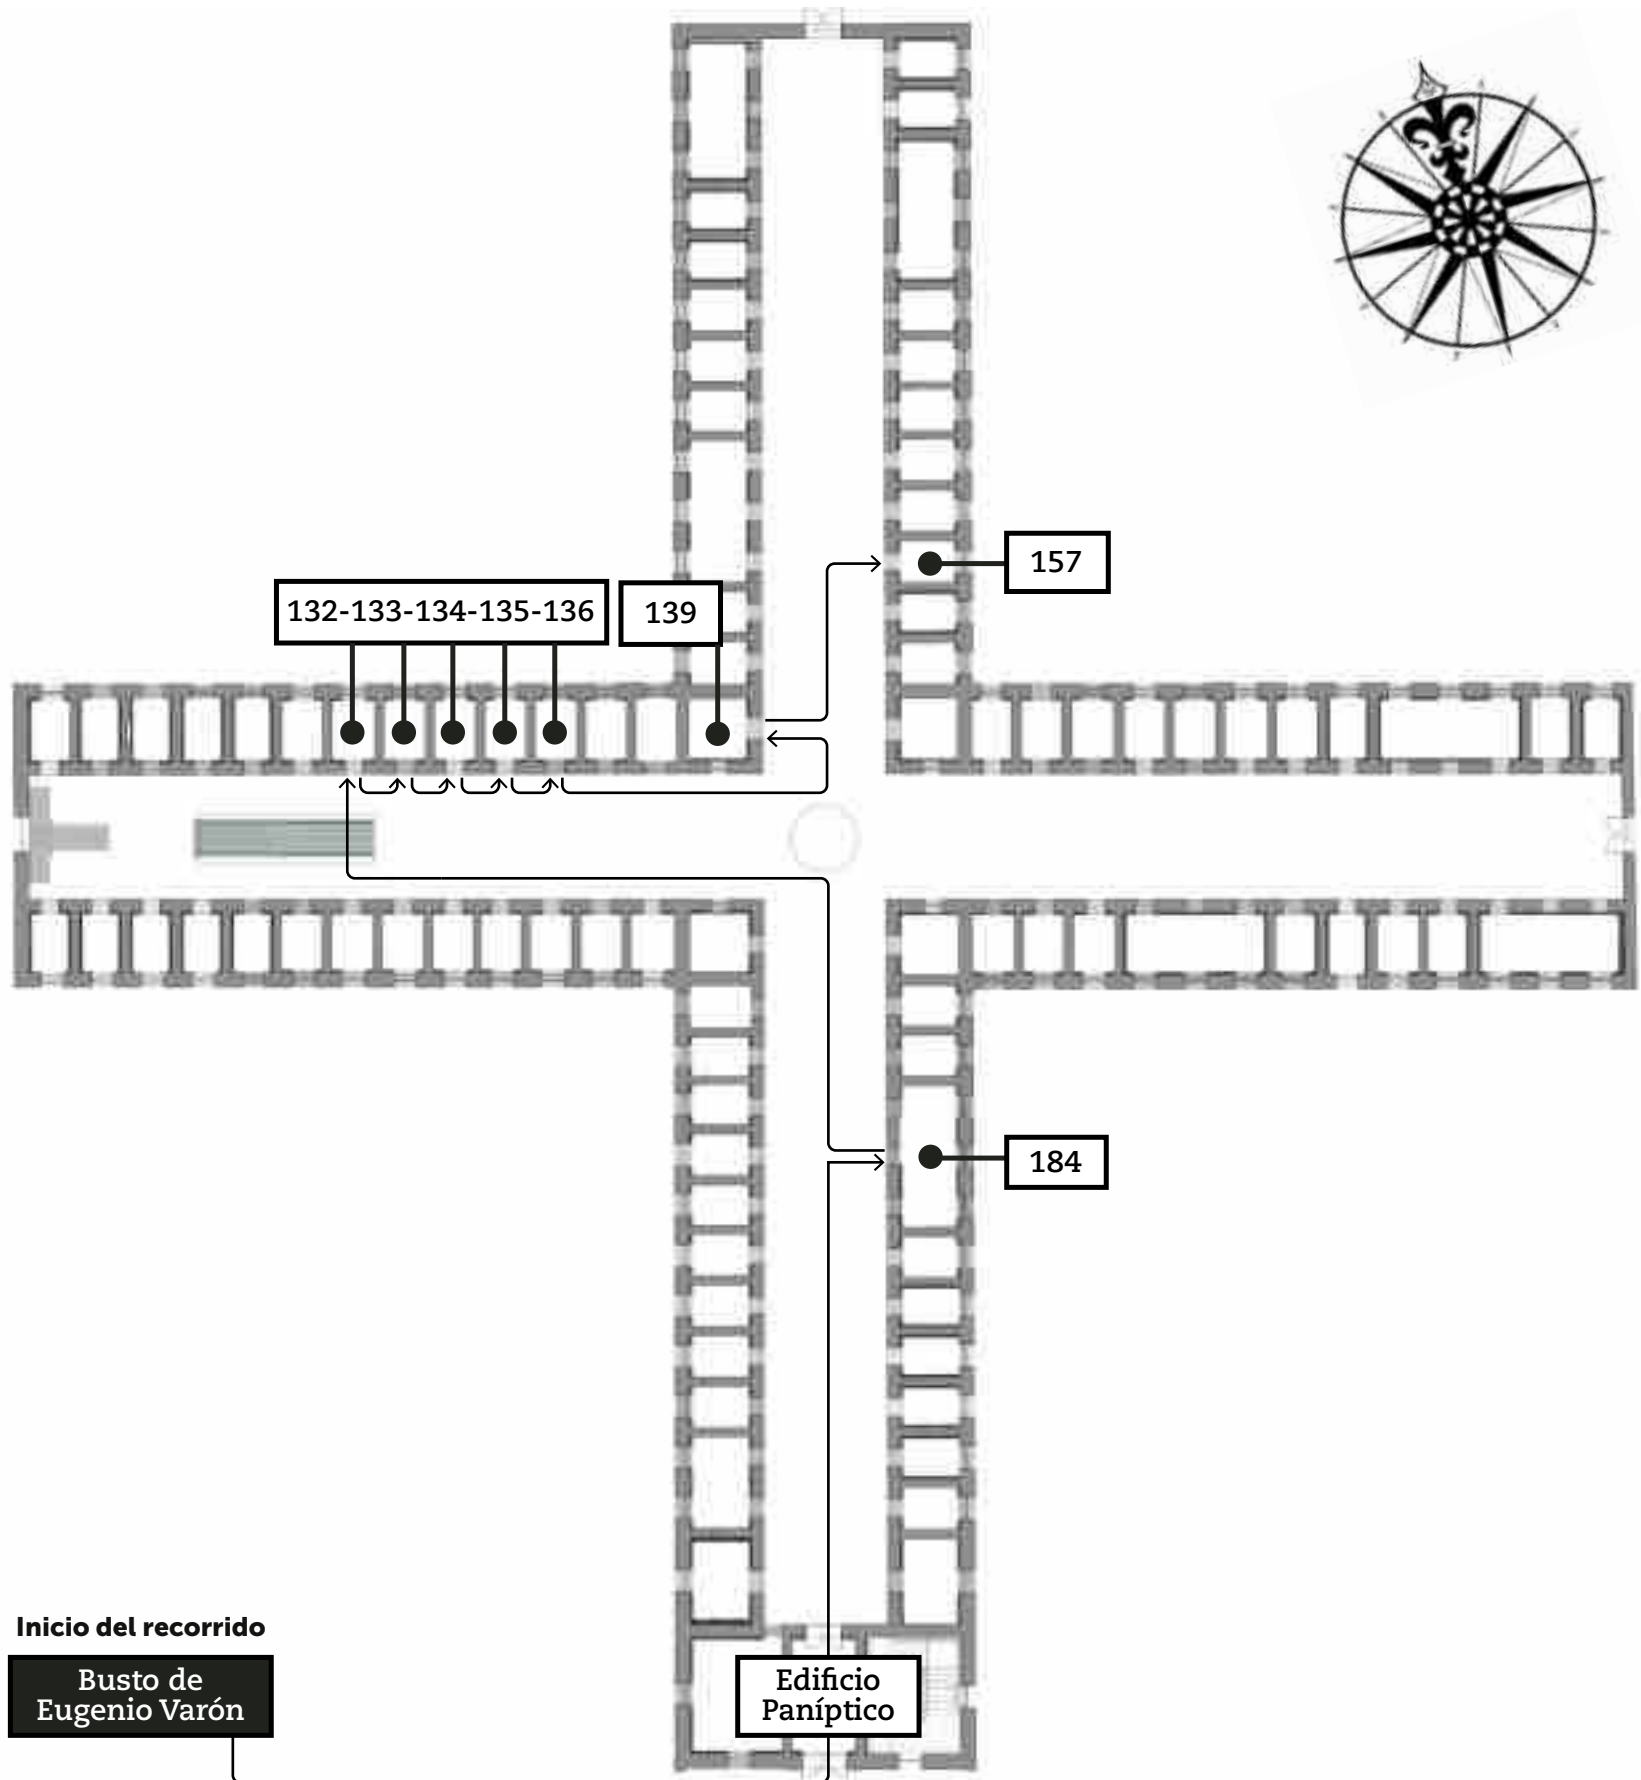 157
132-133-134-135-136
139
184
Inicio del recorrido
Busto de
Eugenio Varón
Edificio
Paníptico